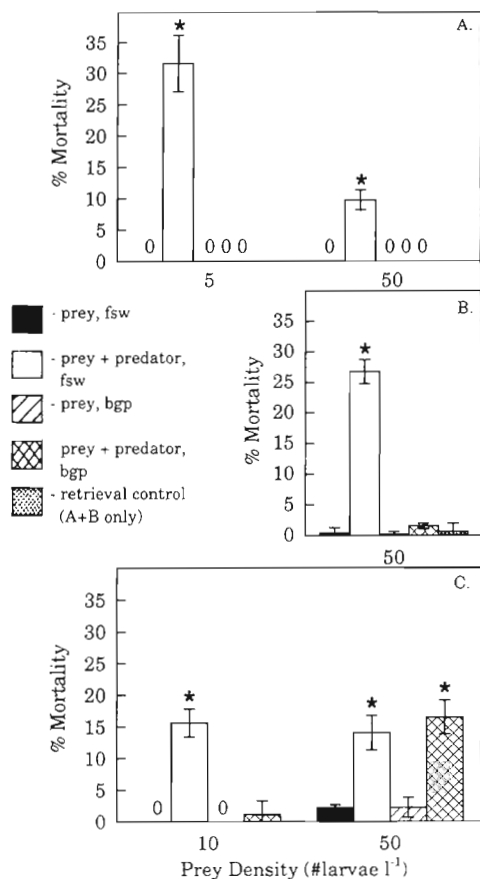 A.
% Mortality
35
30
25
20
15
10
5
0
*
*
0 0 0 0
0 0 0 0
5 50
- prey, fsw
- prey + predator,
fsw
- prey, bgp
prey + predator,
bgp
- retrieval control
(A+B only)
B.
% Mortality
35
30
25
20
15
10
5
0
*
50
C.
% Mortality
35
30
25
20
15
10
5
0
*
*
*
0 0
10 50
Prey Density (#larvae l⁻¹)